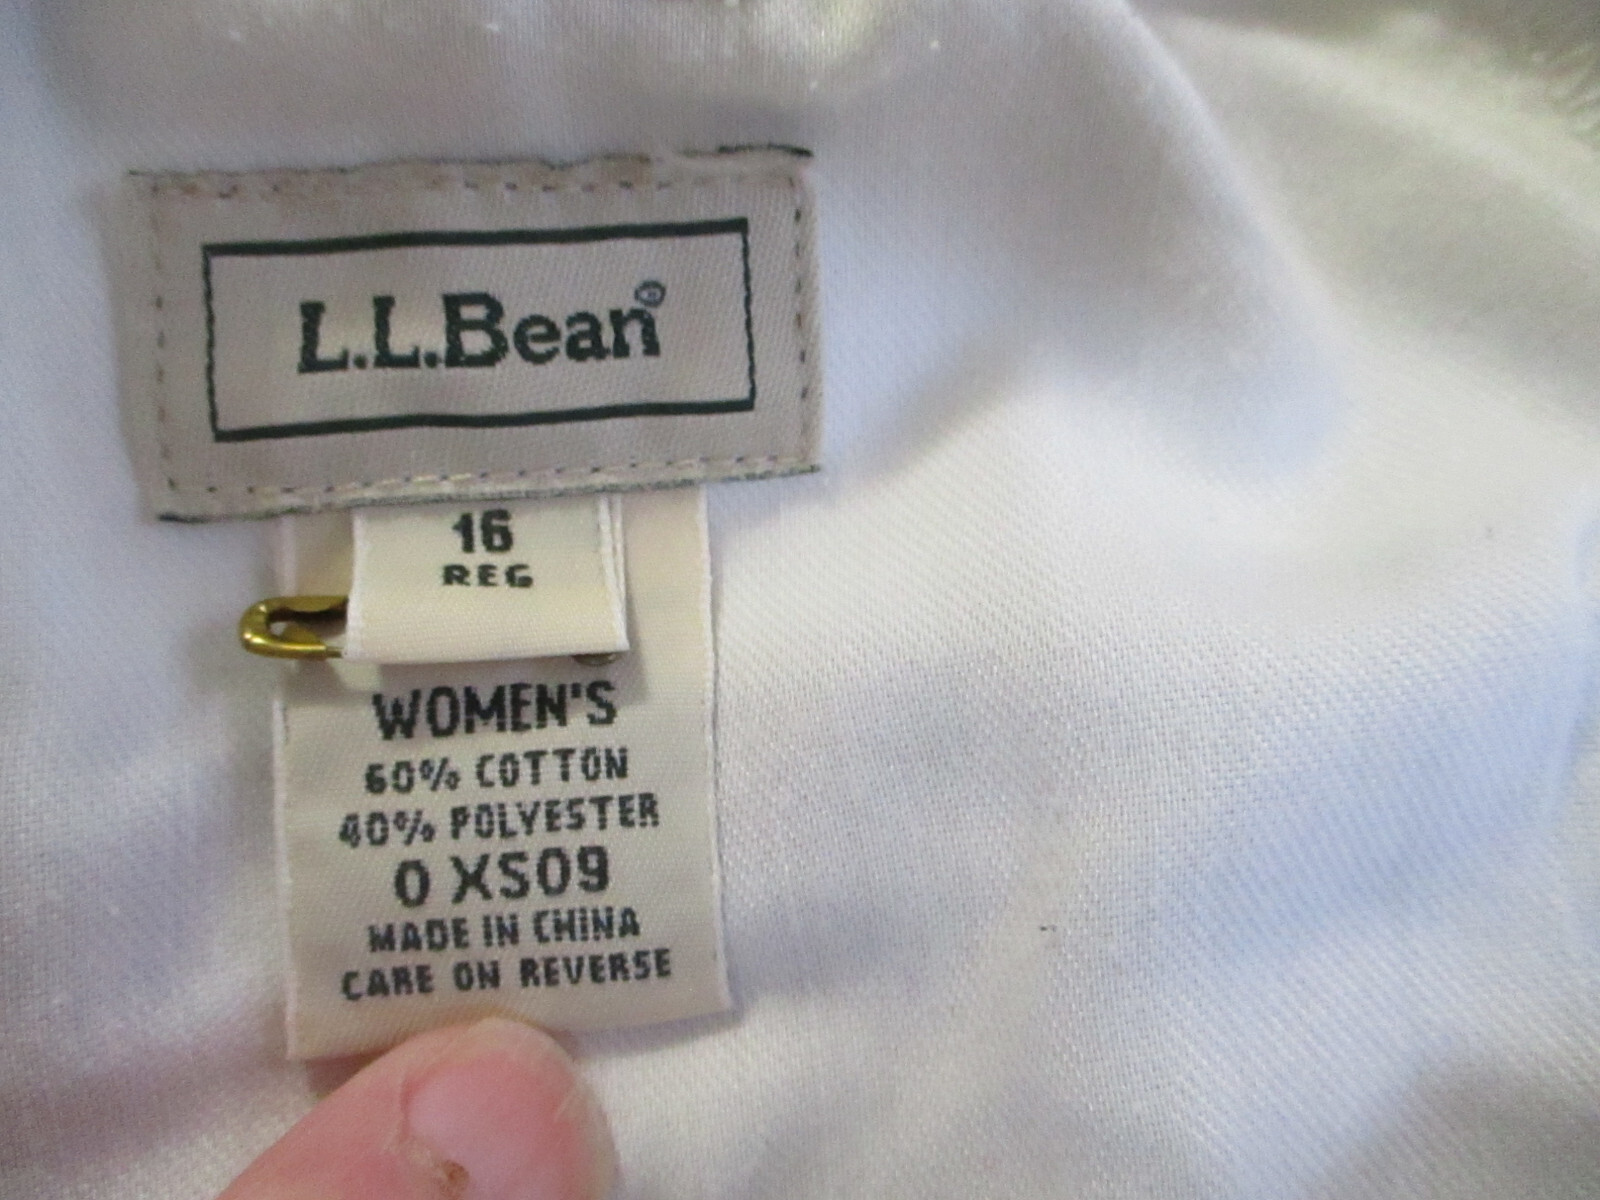 L.L.Bean®
16
REG
WOMEN'S
60% COTTON
40% POLYESTER
0 XS09
MADE IN CHINA
CARE ON REVERSE